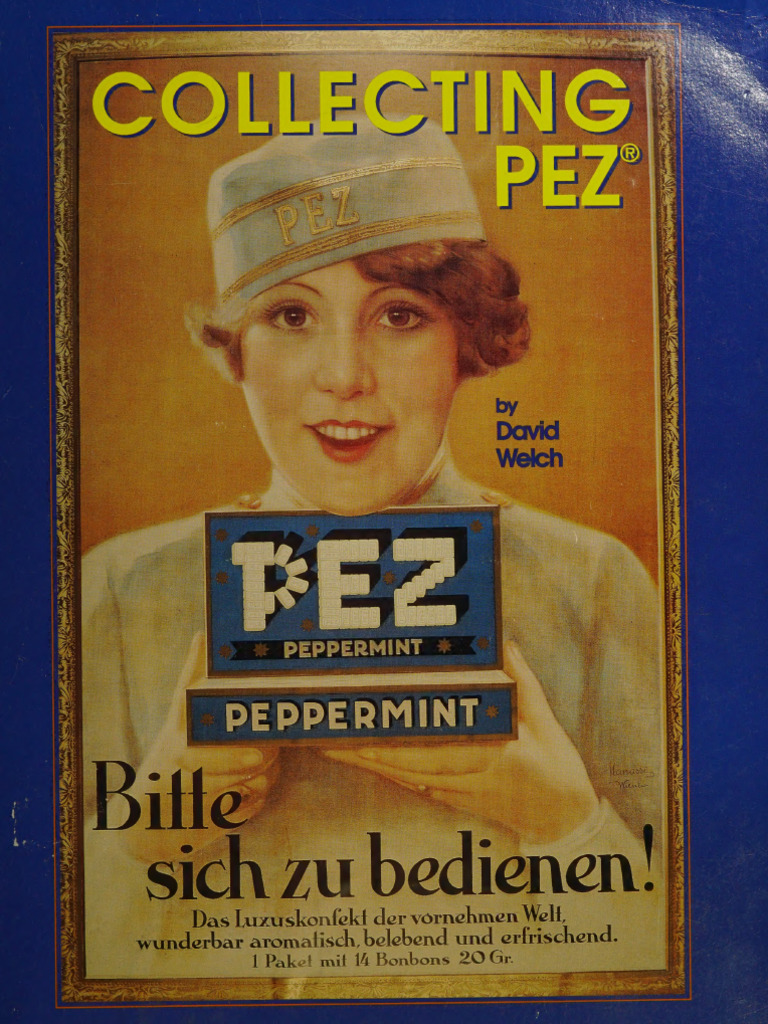 COLLECTING
PEZ®
PEZ
by
David
Welch
PEZ
PEPPERMINT
PEPPERMINT
Bitte
sich zu bedienen!
Das Luxuskonfekt der vornehmen Welt,
wunderbar aromatisch, belebend und erfrischend.
1 Paket mit 14 Bonbons 20 Gr.
Wien